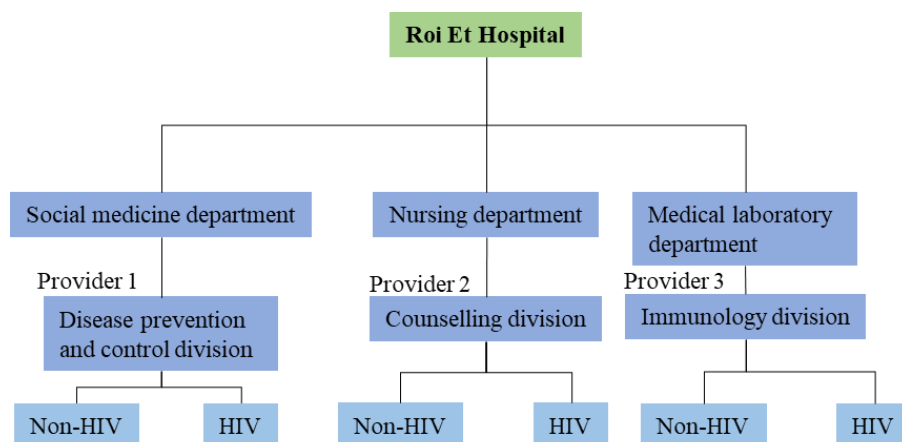 Roi Et Hospital
Social medicine department
Nursing department
Medical laboratory
department
Provider 1
Provider 2
Provider 3
Disease prevention
and control division
Counselling division
Immunology division
Non-HIV
HIV
Non-HIV
HIV
Non-HIV
HIV